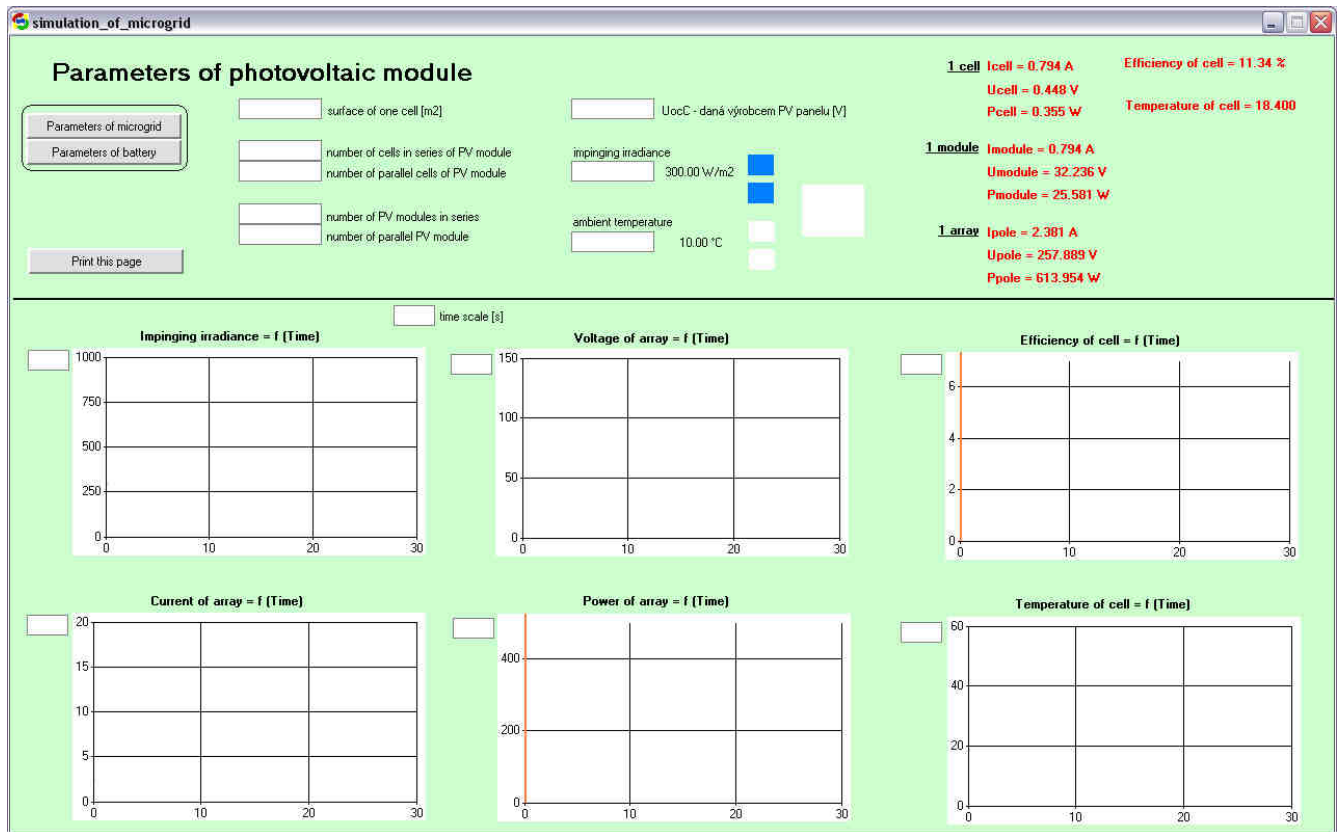 simulation_of_microgrid
Parameters of photovoltaic module
Parameters of microgrid
Parameters of battery
Print this page
surface of one cell [m2]
number of cells in series of PV module
number of parallel cells of PV module
number of PV modules in series
number of parallel PV module
UocC - daná výrobcem PV panelu [V]
impinging irradiance
300.00 W/m2
ambient temperature
10.00 °C
1 cell Icell = 0.794 A
Ucell = 0.448 V
Pcell = 0.355 W
Efficiency of cell = 11.34 %
Temperature of cell = 18.400
1 module Imodule = 0.794 A
Umodule = 32.236 V
Pmodule = 25.581 W
1 array Ipole = 2.381 A
Upole = 257.889 V
Ppole = 613.954 W
time scale [s]
Impinging irradiance = f (Time)
1000
750
500
250
0
0 10 20 30
Voltage of array = f (Time)
150
100
50
0
0 10 20 30
Efficiency of cell = f (Time)
6
4
2
0
0 10 20 30
Current of array = f (Time)
20
15
10
5
0
0 10 20 30
Power of array = f (Time)
400
200
0
0 10 20 30
Temperature of cell = f (Time)
60
40
20
0
0 10 20 30